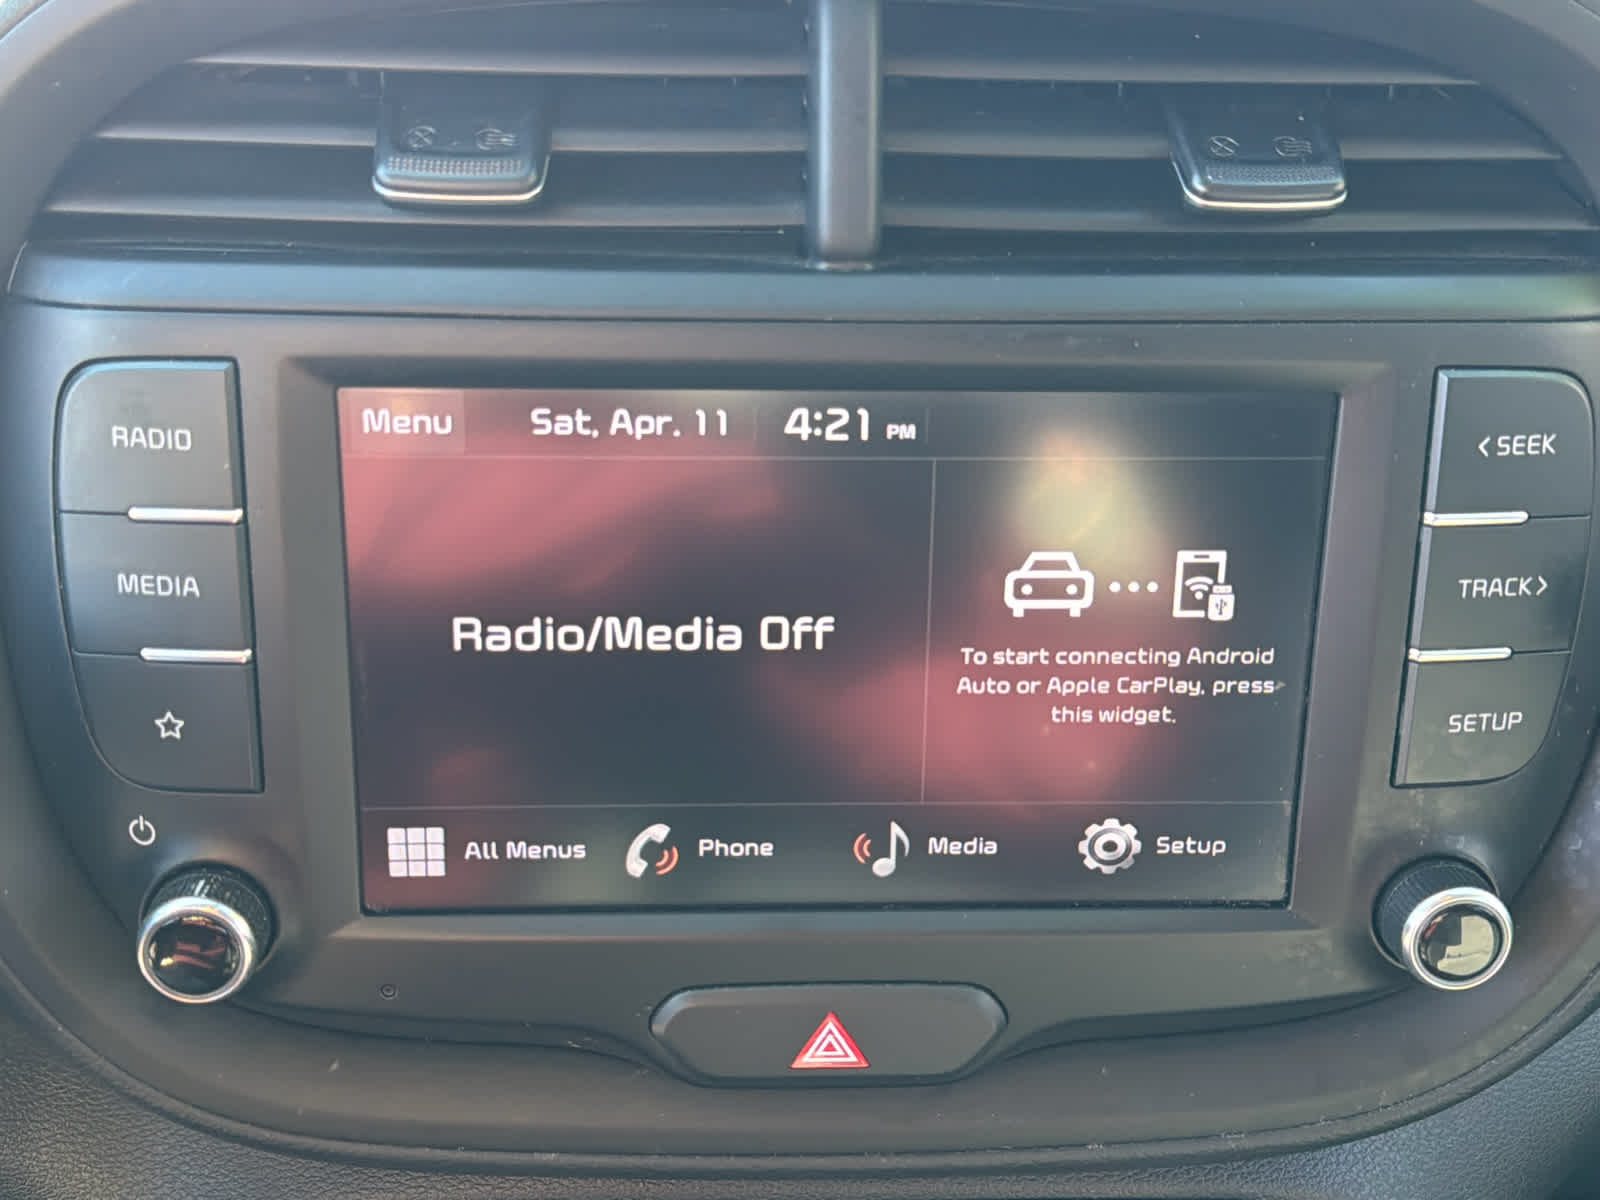 Menu
Sat, Apr. 11
4:21 PM
RADIO
MEDIA
Radio/Media Off
To start connecting Android
Auto or Apple CarPlay, press
this widget.
All Menus
Phone
Media
Setup
< SEEK
TRACK >
SETUP